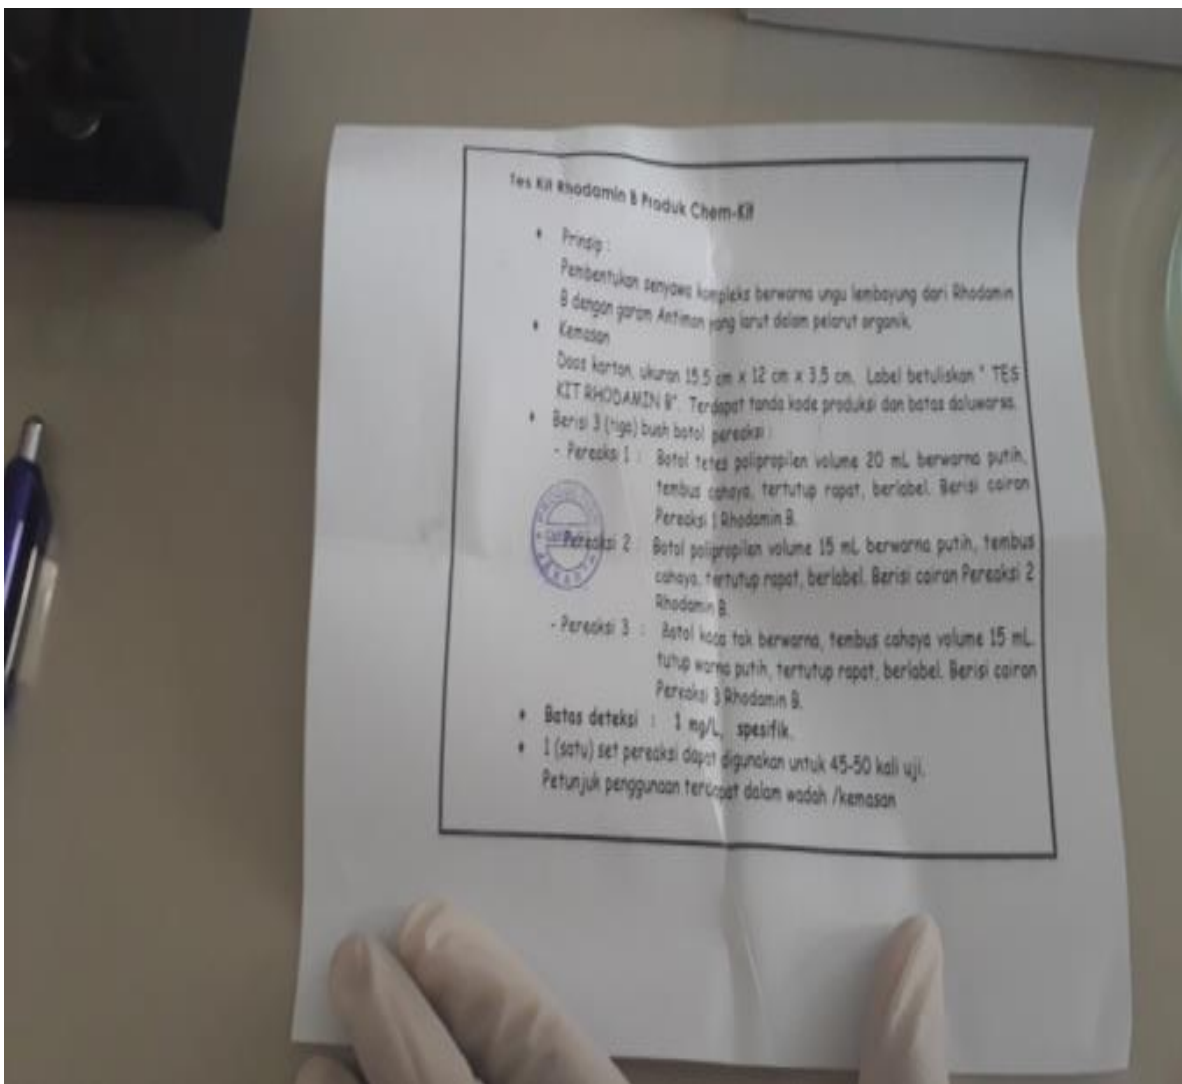 Tes Kit Rhodamin B Produk Chem-Kit
• Prinsip :
Pembentukan senyawa kompleks berwarna ungu lembayung dari Rhodamin
B dengan garam Antimon yang larut dalam pelarut organik.
• Kemasan
Doos karton, ukuran 15.5 cm x 12 cm x 3.5 cm. Label betuliskan " TES
KIT RHODAMIN B". Terdapat tanda kode produksi dan batas daluwarsa.
• Berisi 3 (tiga) buah botol pereaksi :
- Pereaksi 1 : Botol tetes polipropilen volume 20 mL berwarna putih,
tembus cahaya, tertutup rapat, berlabel. Berisi cairan
Pereaksi 1 Rhodamin B.
- Pereaksi 2 : Botol polipropilen volume 15 mL berwarna putih, tembus
cahaya, tertutup rapat, berlabel. Berisi cairan Pereaksi 2
Rhodamin B.
- Pereaksi 3 : Botol kaca tak berwarna, tembus cahaya volume 15 mL.
tutup warna putih, tertutup rapat, berlabel. Berisi cairan
Pereaksi 3 Rhodamin B.
• Batas deteksi : 1 mg/L, spesifik.
• 1 (satu) set pereaksi dapat digunakan untuk 45-50 kali uji.
Petunjuk penggunaan terdapat dalam wadah /kemasan
JAKARTA